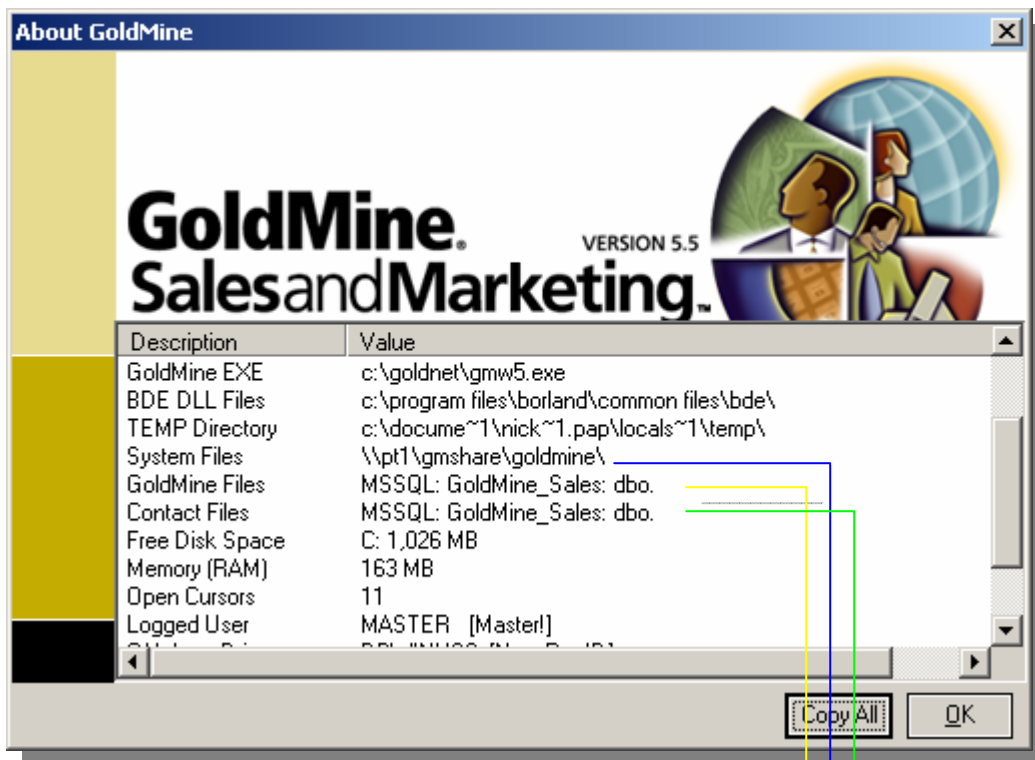 About GoldMine
GoldMine®
VERSION 5.5
SalesandMarketing™
Description Value
GoldMine EXE c:\goldnet\gmw5.exe
BDE DLL Files c:\program files\borland\common files\bde\
TEMP Directory c:\docume~1\nick~1.pap\locals~1\temp\
System Files \\pt1\gmshare\goldmine\
GoldMine Files MSSQL: GoldMine_Sales: dbo.
Contact Files MSSQL: GoldMine_Sales: dbo.
Free Disk Space C: 1,026 MB
Memory (RAM) 163 MB
Open Cursors 11
Logged User MASTER [Master!]
Copy All OK